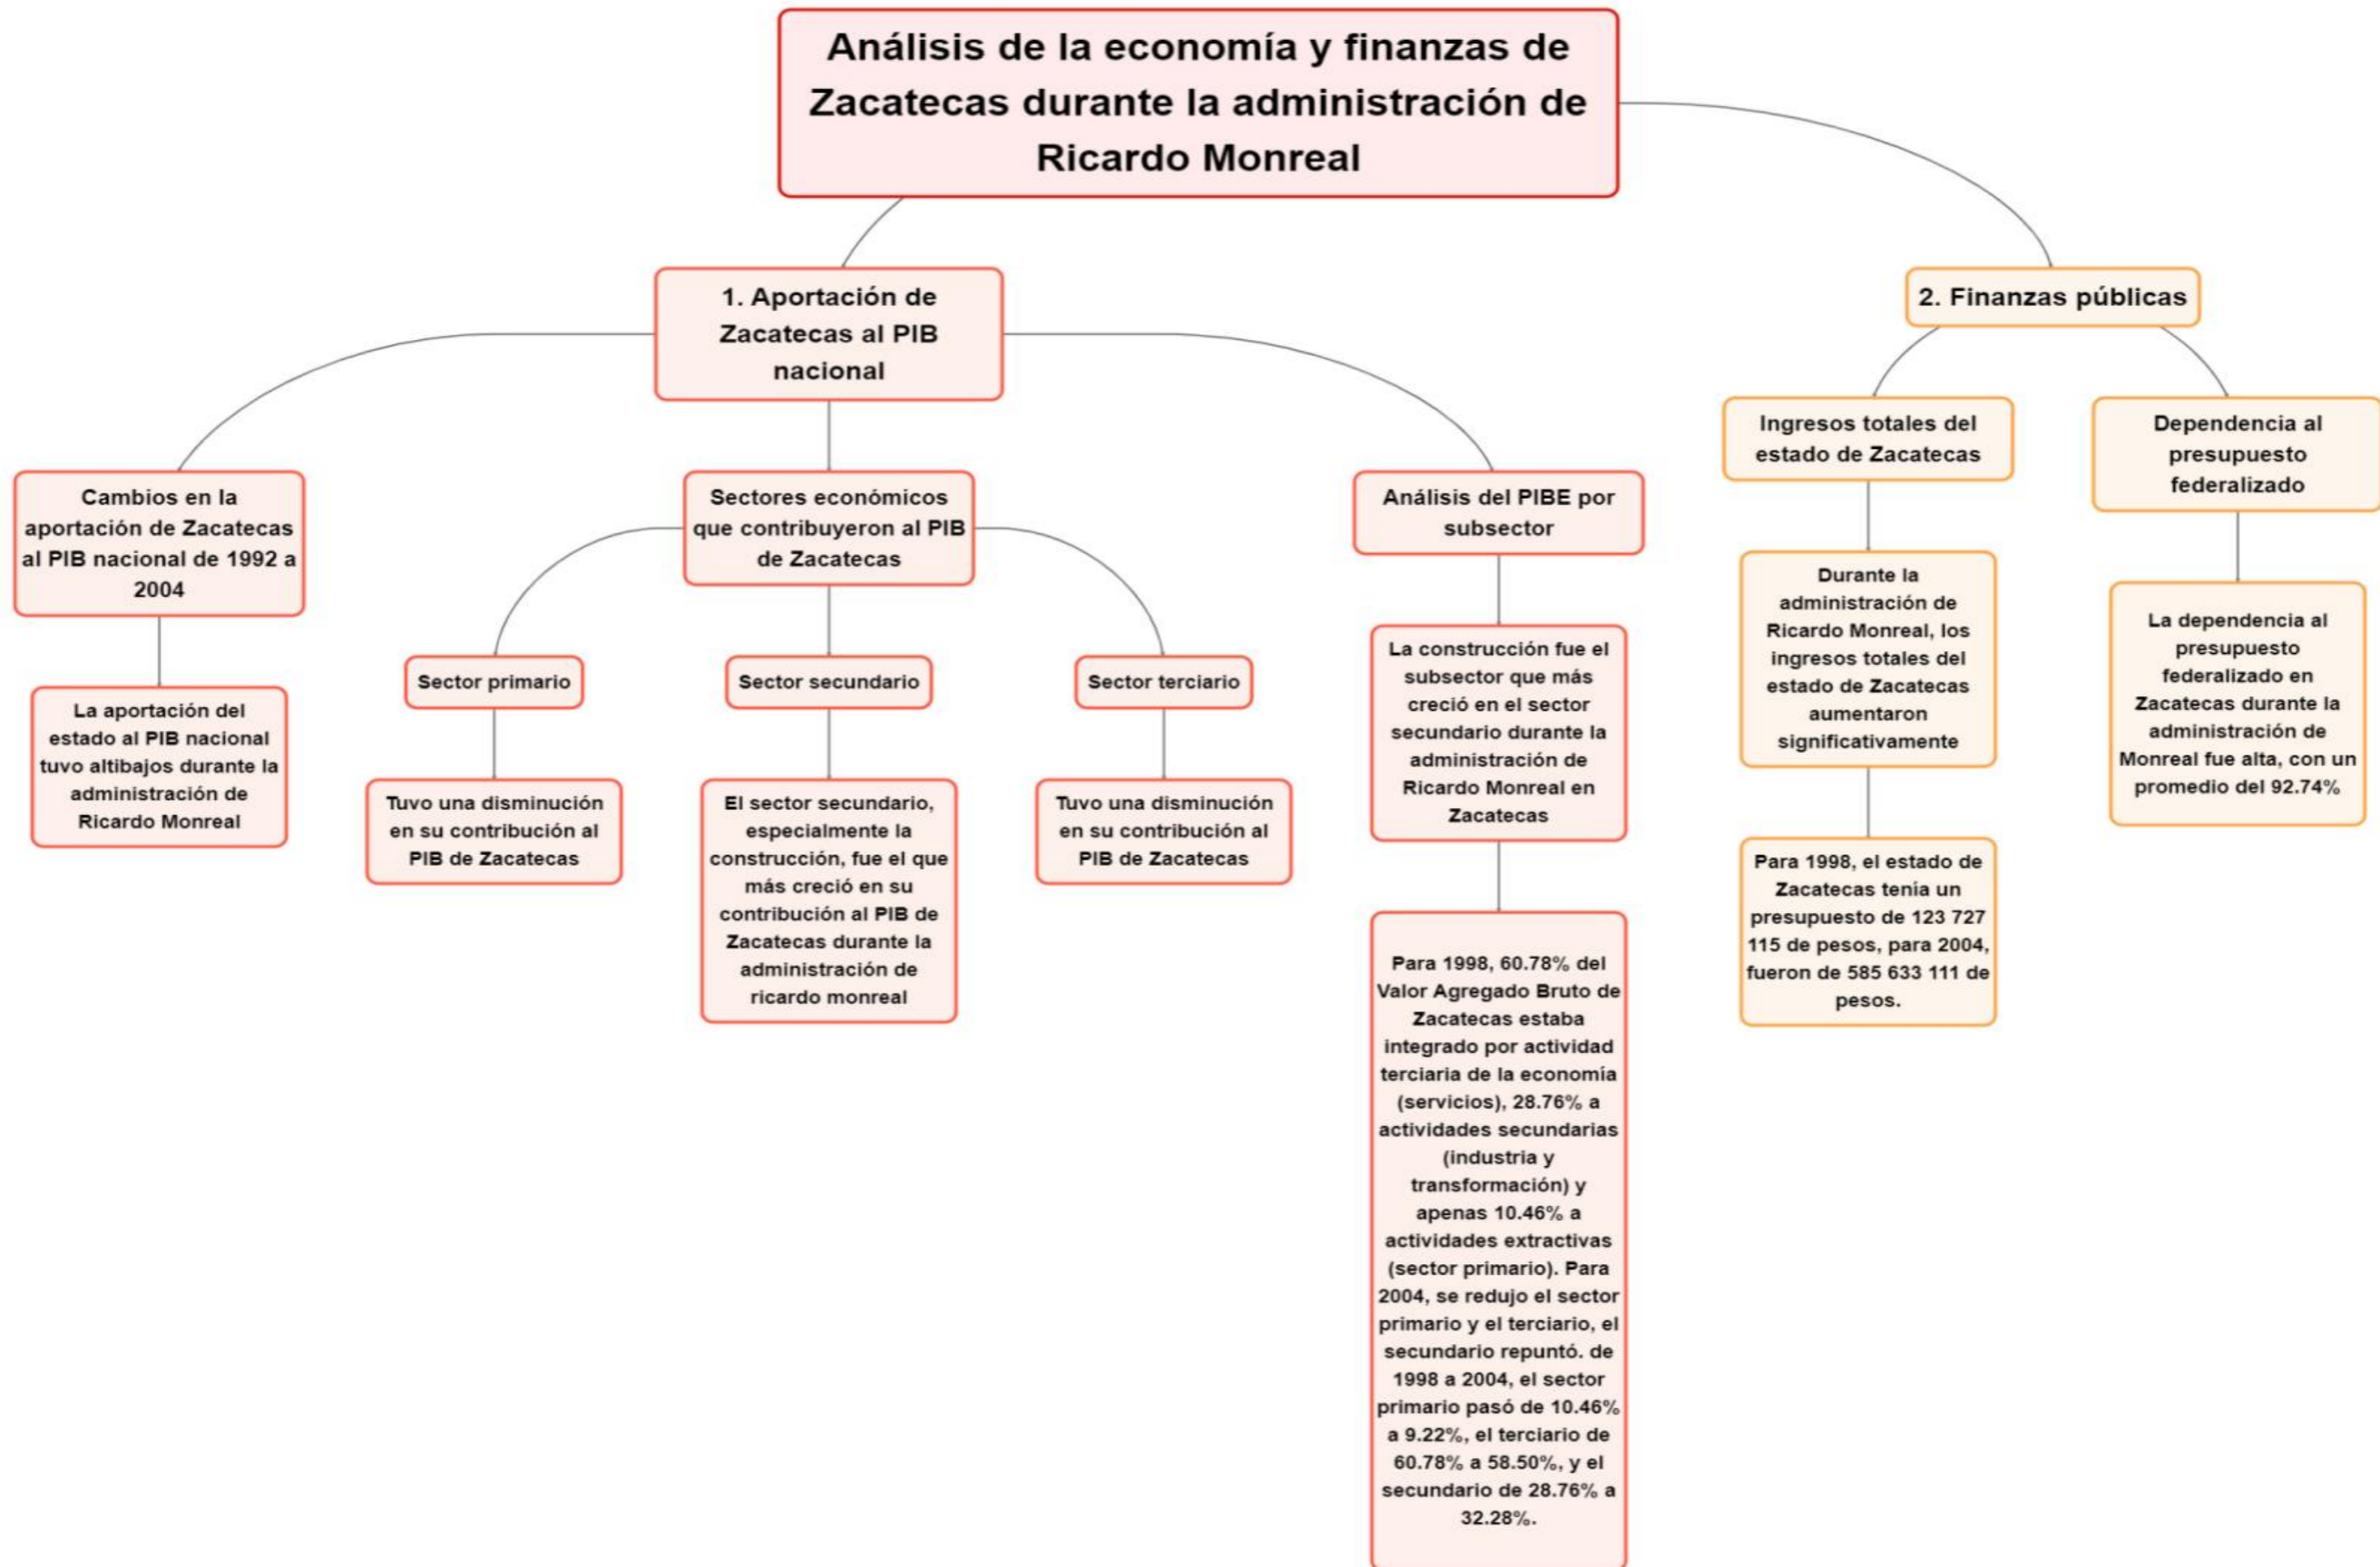 Análisis de la economía y finanzas de
Zacatecas durante la administración de
Ricardo Monreal
1. Aportación de
Zacatecas al PIB
nacional
2. Finanzas públicas
Cambios en la
aportación de Zacatecas
al PIB nacional de 1992 a
2004
La aportación del
estado al PIB nacional
tuvo altibajos durante la
administración de
Ricardo Monreal
Sectores económicos
que contribuyeron al PIB
de Zacatecas
Sector primario
Tuvo una disminución
en su contribución al
PIB de Zacatecas
Sector secundario
El sector secundario,
especialmente la
construcción, fue el que
más creció en su
contribución al PIB de
Zacatecas durante la
administración de
ricardo monreal
Sector terciario
Tuvo una disminución
en su contribución al
PIB de Zacatecas
Análisis del PIBE por
subsector
La construcción fue el
subsector que más
creció en el sector
secundario durante la
administración de
Ricardo Monreal en
Zacatecas
Para 1998, 60.78% del
Valor Agregado Bruto de
Zacatecas estaba
integrado por actividad
terciaria de la economía
(servicios), 28.76% a
actividades secundarias
(industria y
transformación) y
apenas 10.46% a
actividades extractivas
(sector primario). Para
2004, se redujo el sector
primario y el terciario, el
secundario repuntó. de
1998 a 2004, el sector
primario pasó de 10.46%
a 9.22%, el terciario de
60.78% a 58.50%, y el
secundario de 28.76% a
32.28%.
Ingresos totales del
estado de Zacatecas
Durante la
administración de
Ricardo Monreal, los
ingresos totales del
estado de Zacatecas
aumentaron
significativamente
Para 1998, el estado de
Zacatecas tenía un
presupuesto de 123 727
115 de pesos, para 2004,
fueron de 585 633 111 de
pesos.
Dependencia al
presupuesto
federalizado
La dependencia al
presupuesto
federalizado en
Zacatecas durante la
administración de
Monreal fue alta, con un
promedio del 92.74%